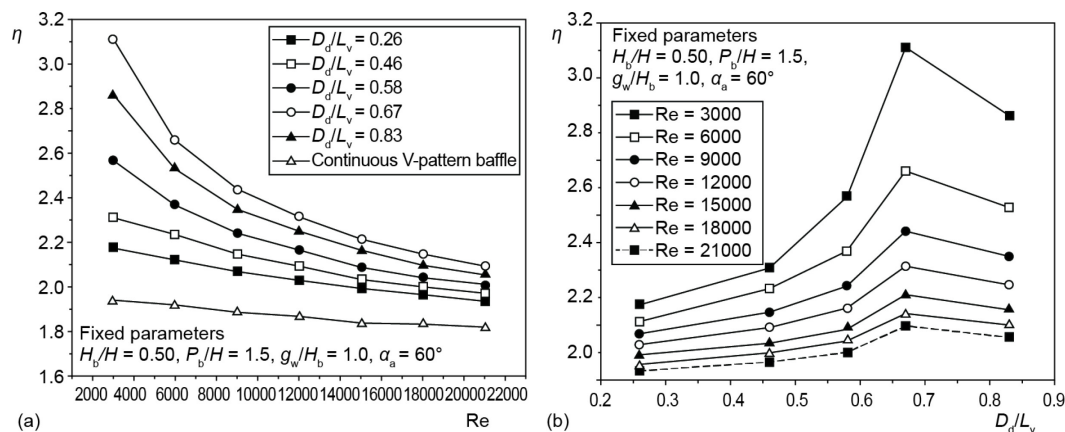 3.2
η
3.0
2.8
2.6
2.4
2.2
2.0
1.8
1.6
D_d/L_v = 0.26
D_d/L_v = 0.46
D_d/L_v = 0.58
D_d/L_v = 0.67
D_d/L_v = 0.83
Continuous V-pattern baffle
Fixed parameters
H_b/H = 0.50, P_b/H = 1.5, g_w/H_b = 1.0, α_a = 60°
2000 4000 6000 8000 10000 12000 14000 16000 18000 20000 22000
(a) Re
3.2
η
3.0
2.8
2.6
2.4
2.2
2.0
Fixed parameters
H_b/H = 0.50, P_b/H = 1.5,
g_w/H_b = 1.0, α_a = 60°
Re = 3000
Re = 6000
Re = 9000
Re = 12000
Re = 15000
Re = 18000
Re = 21000
0.2 0.3 0.4 0.5 0.6 0.7 0.8 0.9
(b) D_d/L_v